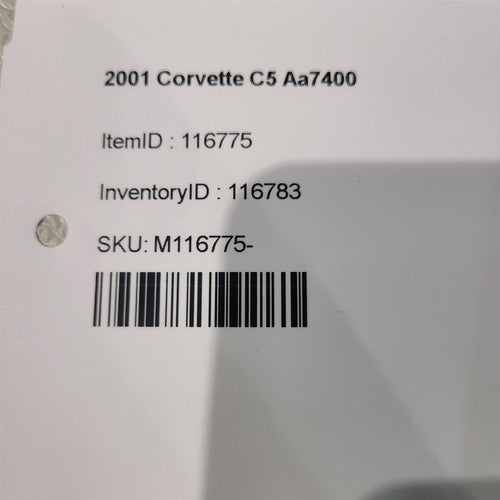 2001 Corvette C5 Aa7400
ItemID : 116775
InventoryID : 116783
SKU: M116775-